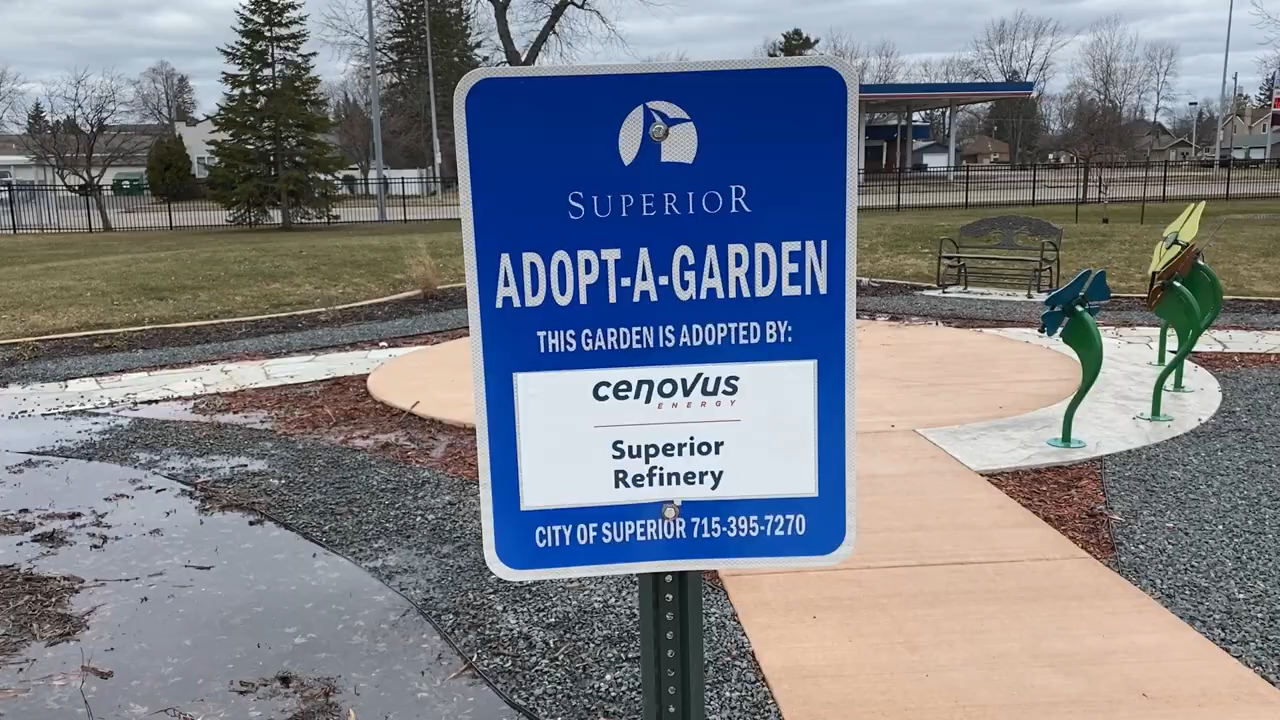 SUPERIOR
ADOPT-A-GARDEN
THIS GARDEN IS ADOPTED BY:
cenovus
ENERGY
Superior
Refinery
CITY OF SUPERIOR 715-395-7270